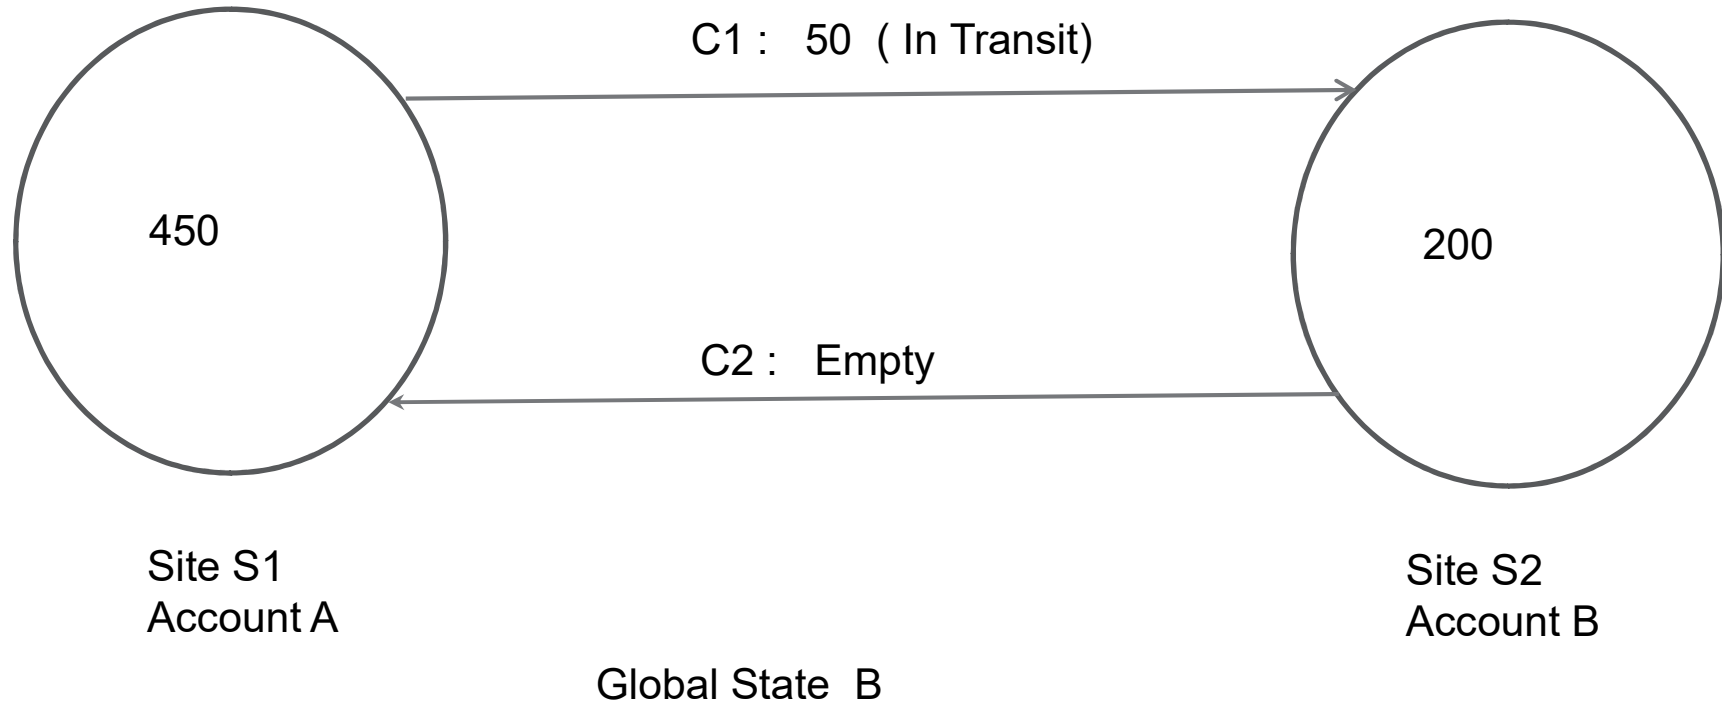 C1 : 50 ( In Transit)
450
200
C2 : Empty
Site S1
Account A
Site S2
Account B
Global State B